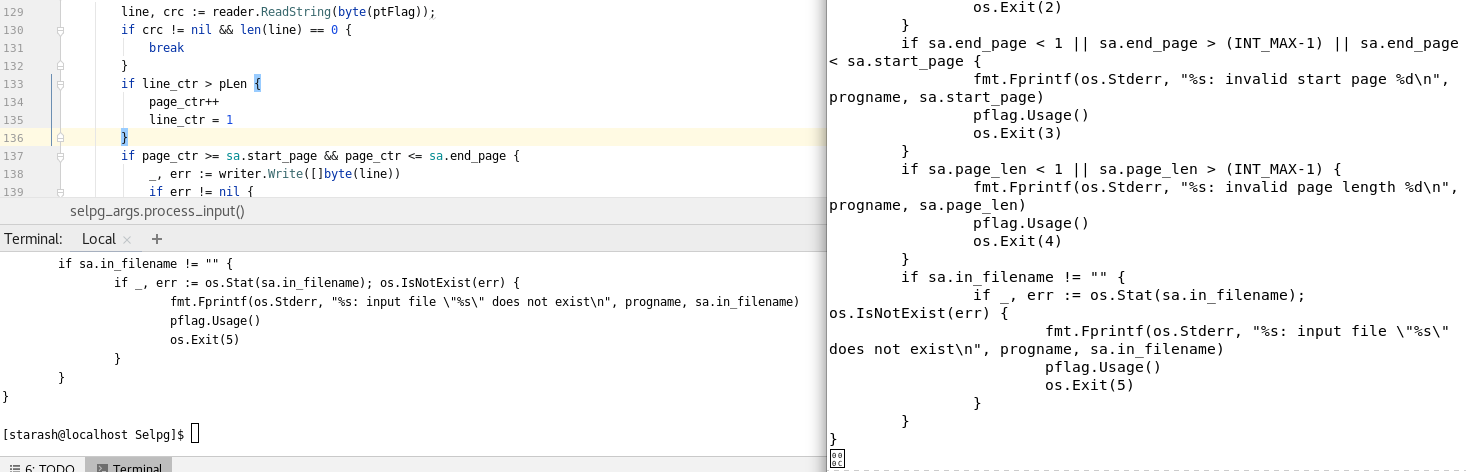 129 line, crc := reader.ReadString(byte(ptFlag));
130 if crc != nil && len(line) == 0 {
131 break
132 }
133 if line_ctr > pLen {
134 page_ctr++
135 line_ctr = 1
136 }
137 if page_ctr >= sa.start_page && page_ctr <= sa.end_page {
138 _, err := writer.Write([]byte(line))
139 if err != nil {
selpg_args.process_input()
Terminal: Local × +
if sa.in_filename != "" {
if _, err := os.Stat(sa.in_filename); os.IsNotExist(err) {
fmt.Fprintf(os.Stderr, "%s: input file \"%s\" does not exist\n", progname, sa.in_filename)
pflag.Usage()
os.Exit(5)
}
}
}
[starash@localhost Selpg]$
6: TODO Terminal
os.Exit(2)
}
if sa.end_page < 1 || sa.end_page > (INT_MAX-1) || sa.end_page
< sa.start_page {
fmt.Fprintf(os.Stderr, "%s: invalid start page %d\n",
progname, sa.start_page)
pflag.Usage()
os.Exit(3)
}
if sa.page_len < 1 || sa.page_len > (INT_MAX-1) {
fmt.Fprintf(os.Stderr, "%s: invalid page length %d\n",
progname, sa.page_len)
pflag.Usage()
os.Exit(4)
}
if sa.in_filename != "" {
if _, err := os.Stat(sa.in_filename);
os.IsNotExist(err) {
fmt.Fprintf(os.Stderr, "%s: input file \"%s\"
does not exist\n", progname, sa.in_filename)
pflag.Usage()
os.Exit(5)
}
}
}
00
0C